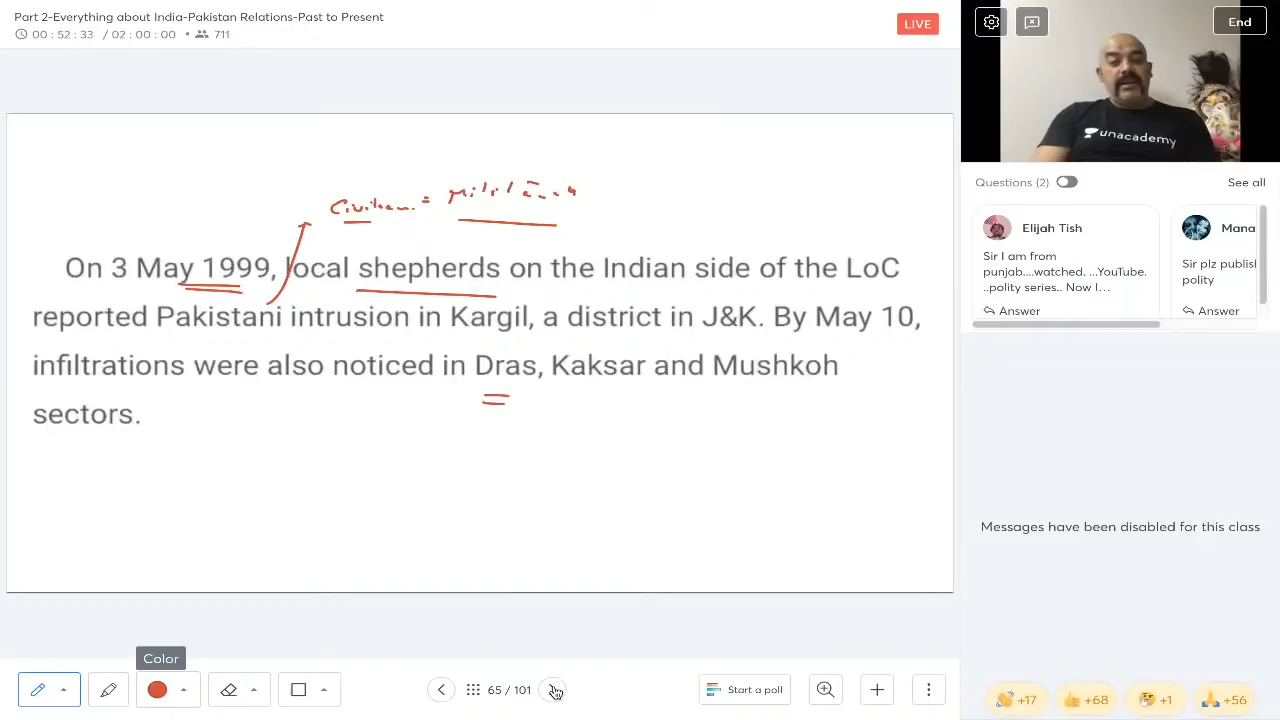 Part 2-Everything about India-Pakistan Relations-Past to Present
00 : 52 : 33 / 02 : 00 : 00 • 711
LIVE
End
unacademy
Questions (2)
See all
Elijah Tish
Sir I am from
punjab....watched. ...YouTube.
..polity series.. Now I...
Answer
Mana
Sir plz publish
polity
Answer
Civilian =
On 3 May 1999, local shepherds on the Indian side of the LoC
reported Pakistani intrusion in Kargil, a district in J&K. By May 10,
infiltrations were also noticed in Dras, Kaksar and Mushkoh
sectors.
Messages have been disabled for this class
Color
65 / 101
Start a poll
+17
+68
+1
+56